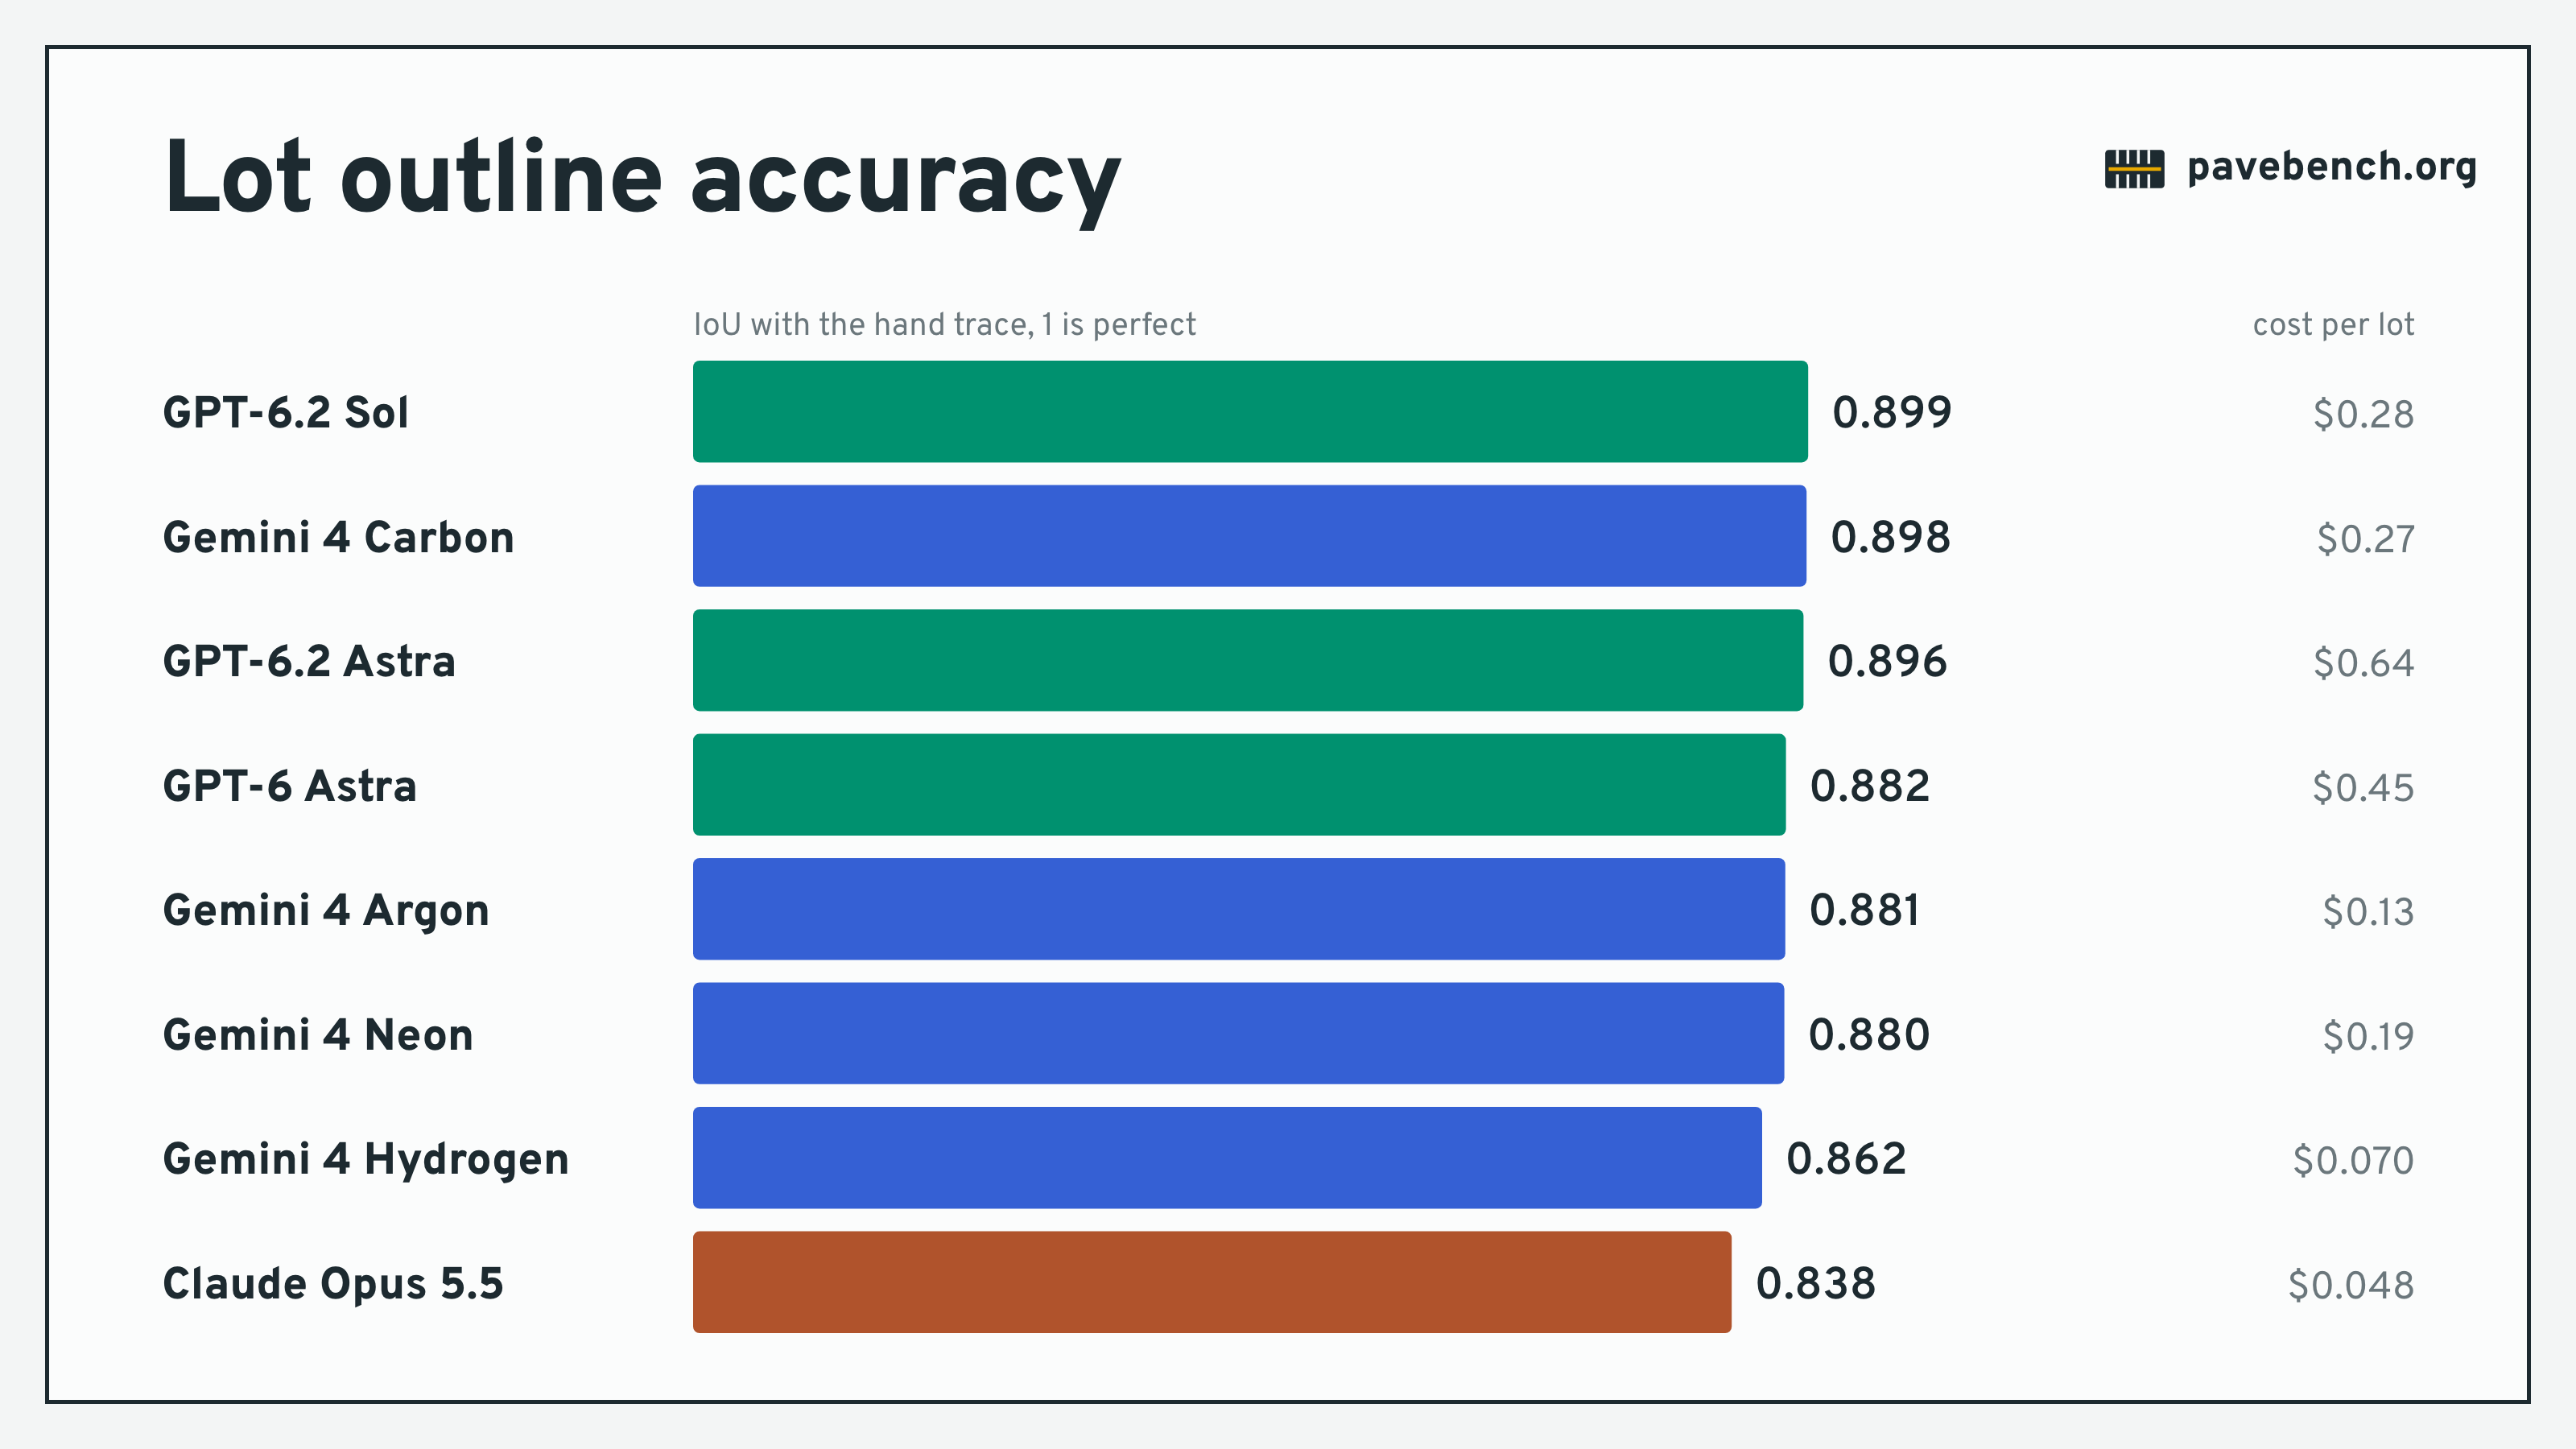 Lot outline accuracy
pavebench.org
IoU with the hand trace, 1 is perfect
cost per lot
GPT-6.2 Sol 0.899 $0.28
Gemini 4 Carbon 0.898 $0.27
GPT-6.2 Astra 0.896 $0.64
GPT-6 Astra 0.882 $0.45
Gemini 4 Argon 0.881 $0.13
Gemini 4 Neon 0.880 $0.19
Gemini 4 Hydrogen 0.862 $0.070
Claude Opus 5.5 0.838 $0.048